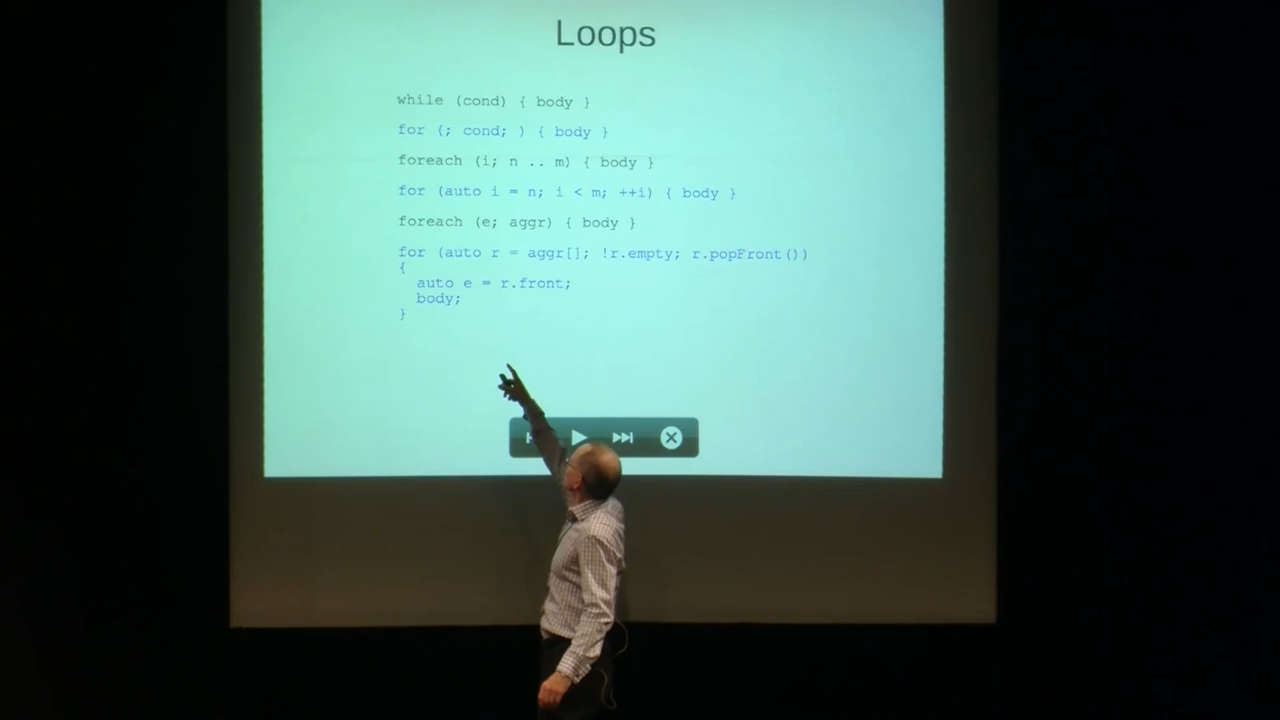 Loops
while (cond) { body }
for (; cond; ) { body }
foreach (i; n .. m) { body }
for (auto i = n; i < m; ++i) { body }
foreach (e; aggr) { body }
for (auto r = aggr[]; !r.empty; r.popFront())
{
auto e = r.front;
body;
}